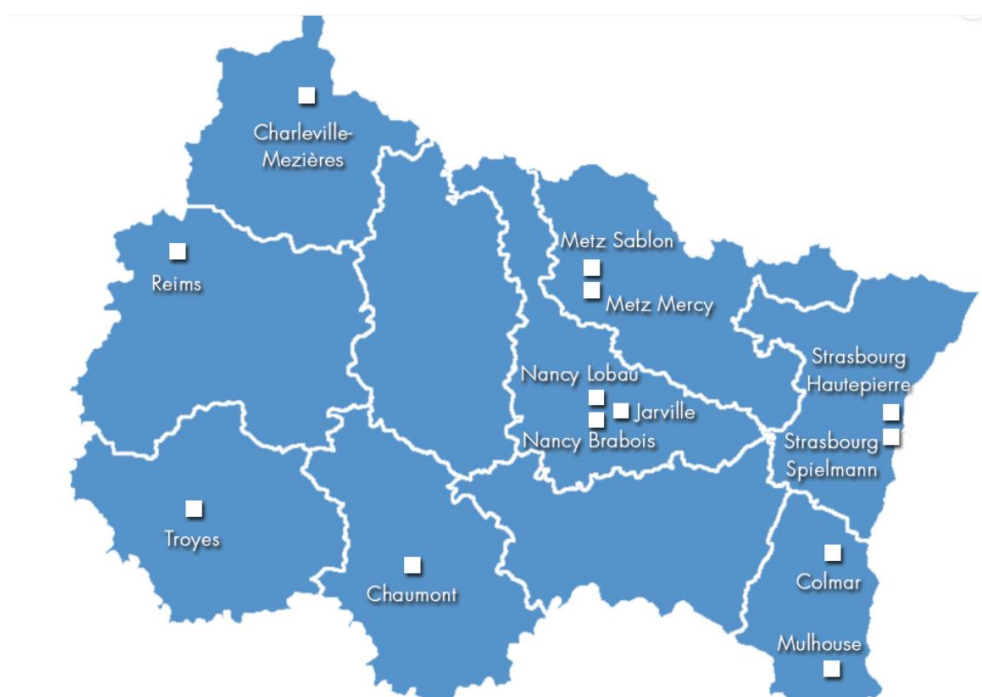 Charleville-
Mezières
Metz Sablon
Reims
Metz Mercy
Strasbourg
Hautepierre
Nancy Lobau
Jarville
Nancy Brabois
Strasbourg
Spielmann
Troyes
Chaumont
Colmar
Mulhouse